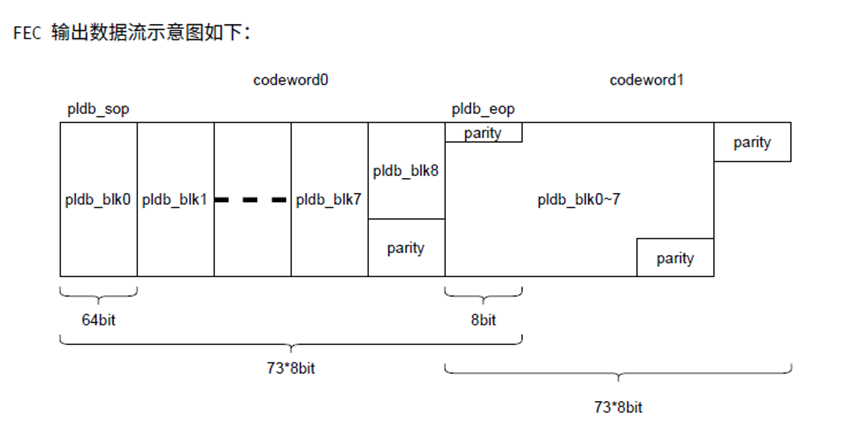 FEC 输出数据流示意图如下：
codeword0 codeword1
pldb_sop pldb_eop
parity
parity
pldb_blk8
pldb_blk0 pldb_blk1 pldb_blk7 pldb_blk0~7
parity
parity
64bit 8bit
73*8bit
73*8bit